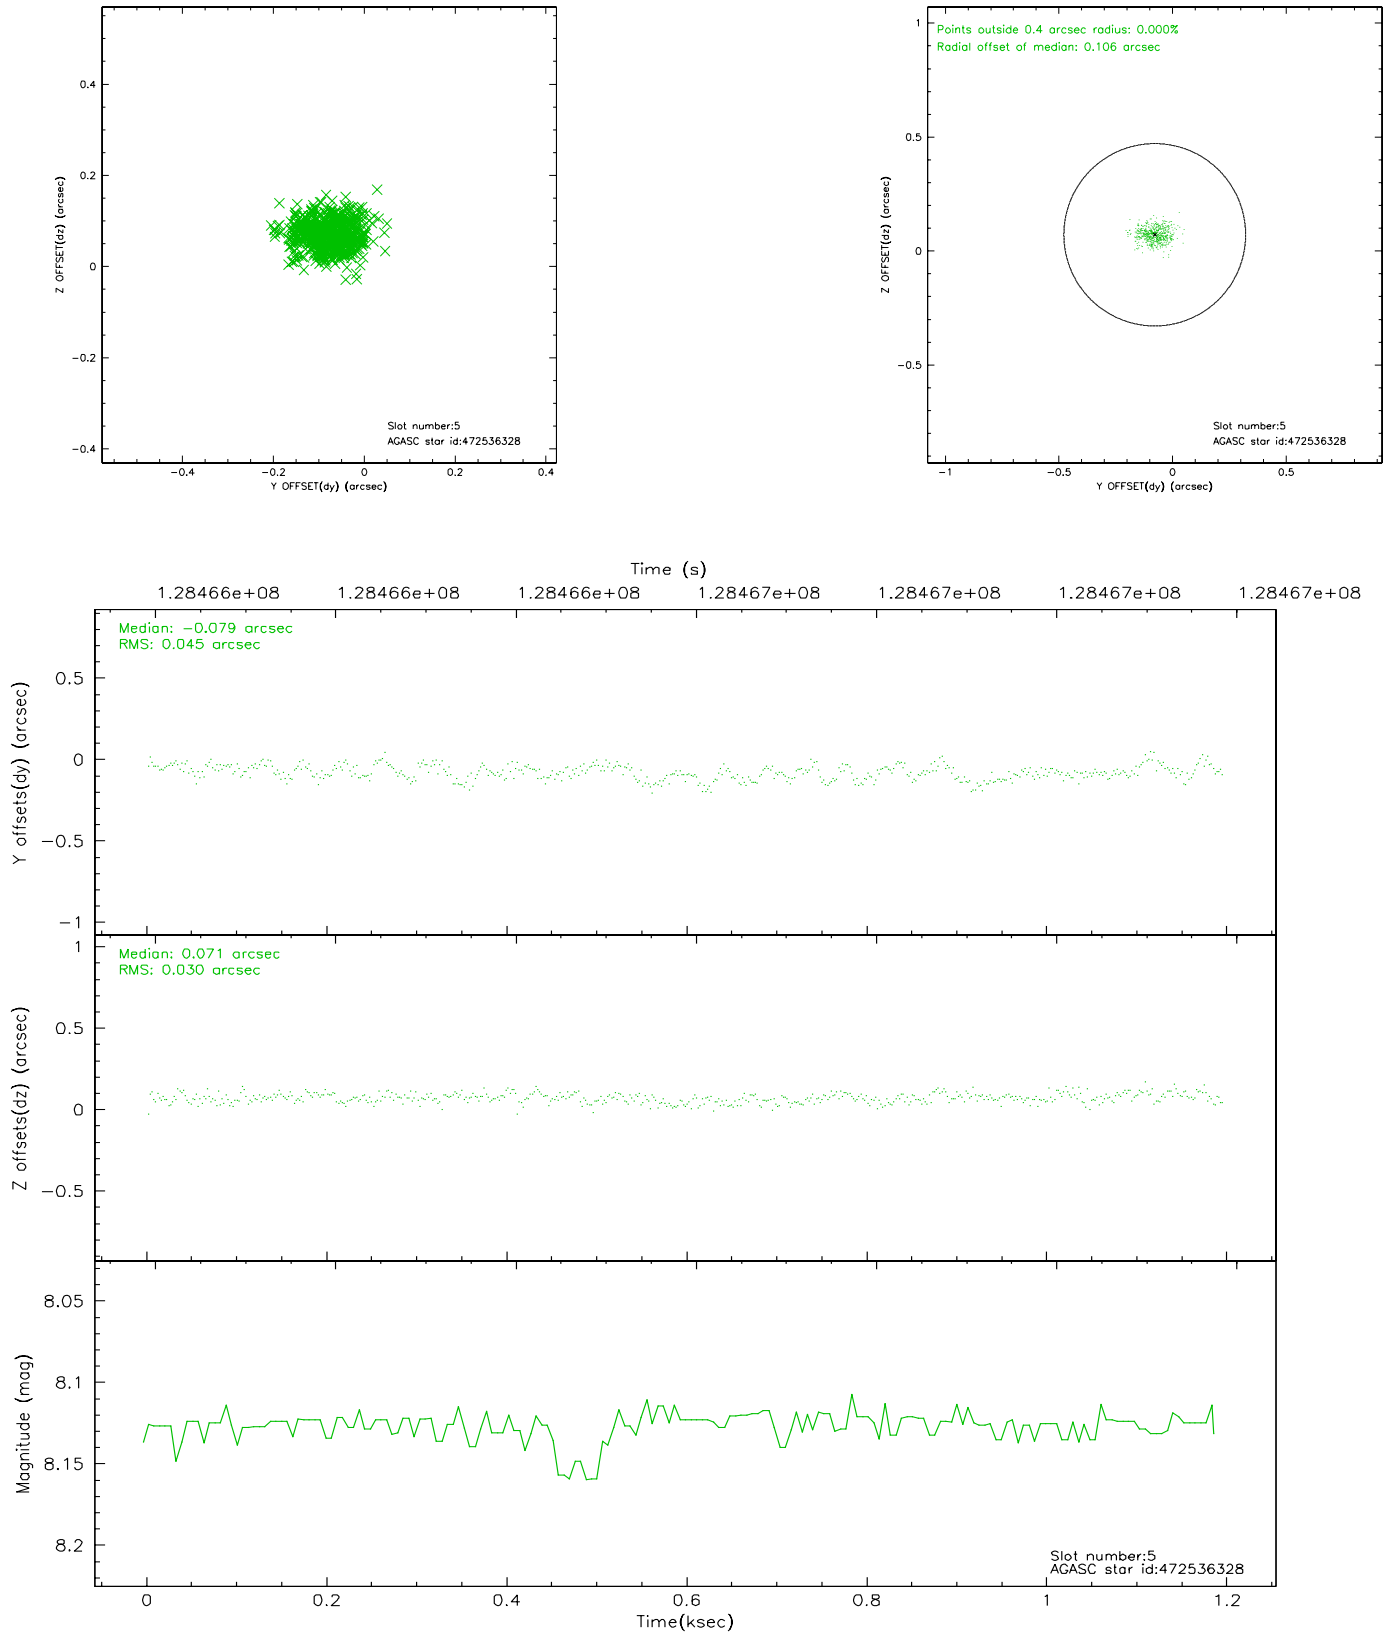 0.4
0.2
0
−0.2
−0.4
Z OFFSET(dz) (arcsec)
−0.4 −0.2 0 0.2 0.4
Y OFFSET(dy) (arcsec)
Slot number:5
AGASC star id:472536328
Points outside 0.4 arcsec radius: 0.000%
Radial offset of median: 0.106 arcsec
1
0.5
0
−0.5
Z OFFSET(dz) (arcsec)
−1 −0.5 0 0.5
Y OFFSET(dy) (arcsec)
Slot number:5
AGASC star id:472536328
Time (s)
1.28466e+08 1.28466e+08 1.28466e+08 1.28467e+08 1.28467e+08 1.28467e+08 1.28467e+08
Median: −0.079 arcsec
RMS: 0.045 arcsec
0.5
0
−0.5
−1
Y offsets(dy) (arcsec)
Median: 0.071 arcsec
RMS: 0.030 arcsec
1
0.5
0
−0.5
Z offsets(dz) (arcsec)
8.05
8.1
8.15
8.2
Magnitude (mag)
Slot number:5
AGASC star id:472536328
0 0.2 0.4 0.6 0.8 1 1.2
Time(ksec)